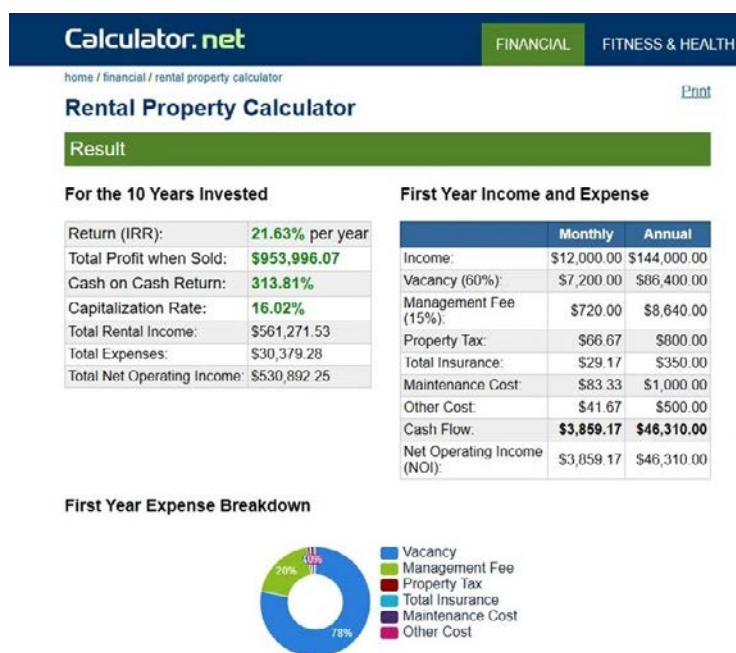 Calculator.net
FINANCIAL FITNESS & HEALTH
home / financial / rental property calculator
Print
Rental Property Calculator
Result
For the 10 Years Invested
Return (IRR): 21.63% per year
Total Profit when Sold: $953,996.07
Cash on Cash Return: 313.81%
Capitalization Rate: 16.02%
Total Rental Income: $561,271.53
Total Expenses: $30,379.28
Total Net Operating Income: $530,892.25
First Year Income and Expense
Monthly Annual
Income: $12,000.00 $144,000.00
Vacancy (60%): $7,200.00 $86,400.00
Management Fee
(15%): $720.00 $8,640.00
Property Tax: $66.67 $800.00
Total Insurance: $29.17 $350.00
Maintenance Cost: $83.33 $1,000.00
Other Cost: $41.67 $500.00
Cash Flow: $3,859.17 $46,310.00
Net Operating Income
(NOI): $3,859.17 $46,310.00
First Year Expense Breakdown
20%
78%
Vacancy
Management Fee
Property Tax
Total Insurance
Maintenance Cost
Other Cost